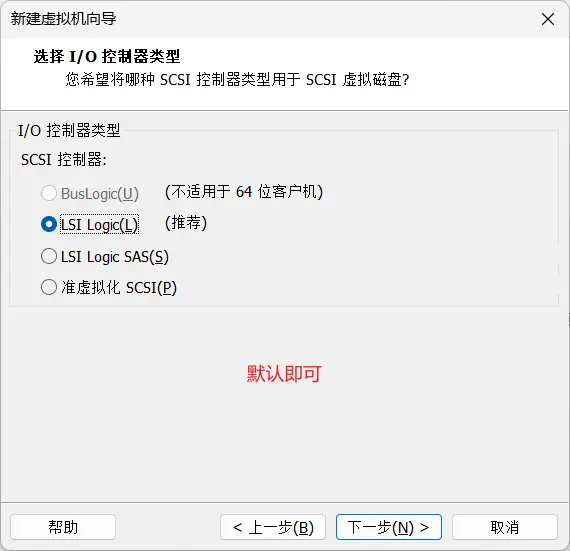 新建虚拟机向导
选择 I/O 控制器类型
您希望将哪种 SCSI 控制器类型用于 SCSI 虚拟磁盘?
I/O 控制器类型
SCSI 控制器:
BusLogic(U) (不适用于 64 位客户机)
LSI Logic(L) (推荐)
LSI Logic SAS(S)
准虚拟化 SCSI(P)
默认即可
帮助 < 上一步(B) 下一步(N) > 取消